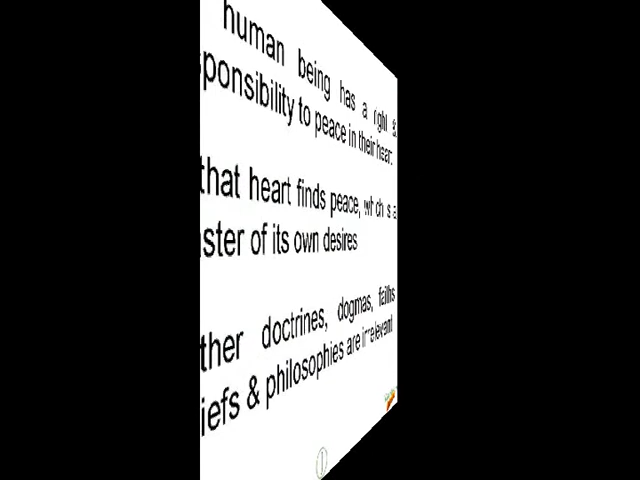 human being has a right &
ponsibility to peace in their heart.
that heart finds peace, which is a
ster of its own desires
ther doctrines, dogmas, faiths
iefs & philosophies are irrelevant